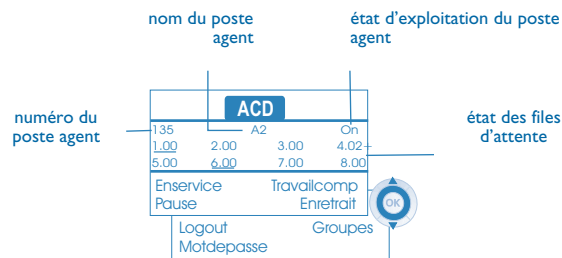 nom du poste agent
état d'exploitation du poste agent
numéro du poste agent
état des files d'attente
ACD
135 A2 On
1.00 2.00 3.00 4.02+
5.00 6.00 7.00 8.00
Enservice Travailcomp
Pause Enretrait
OK
Logout Groupes
Motdepasse